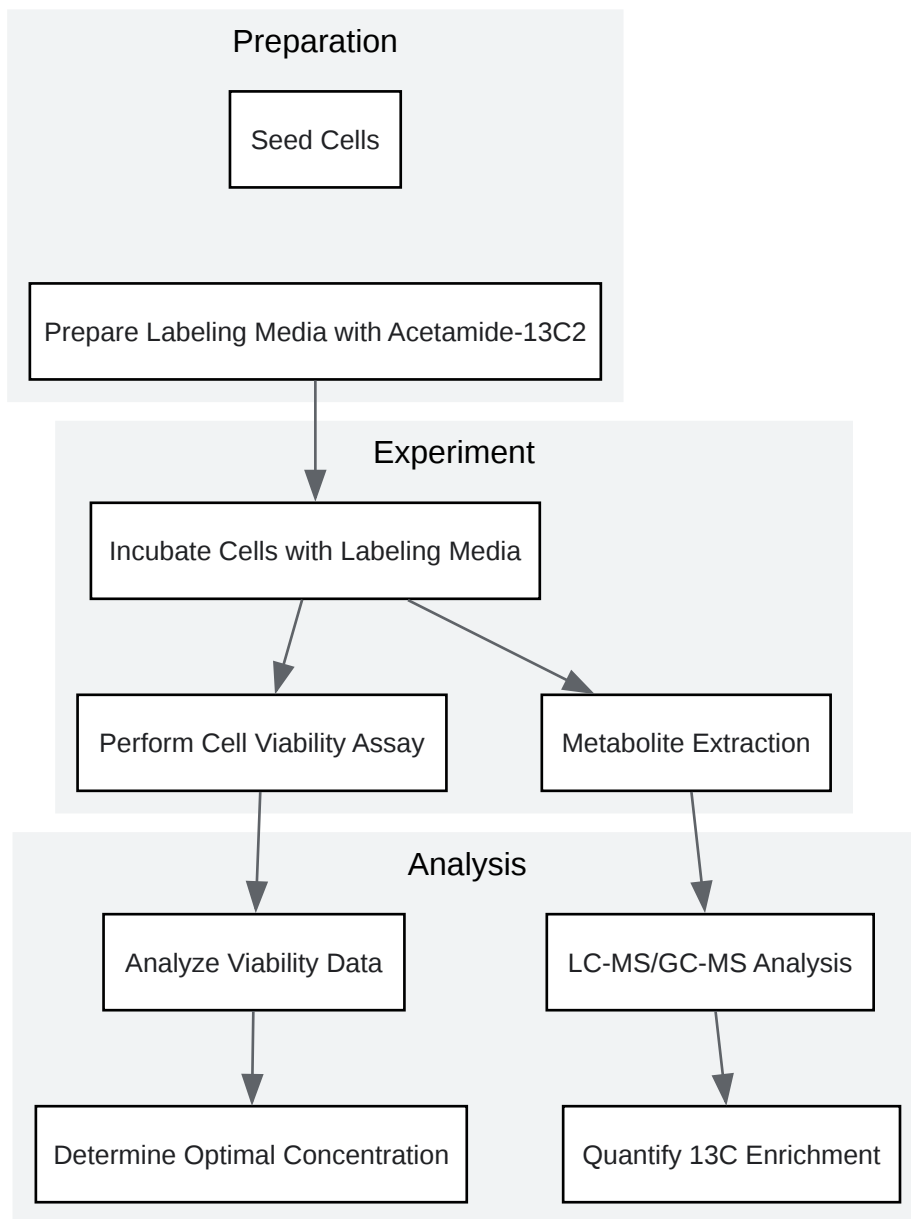 Preparation
Seed Cells
Prepare Labeling Media with Acetamide-13C2
Experiment
Incubate Cells with Labeling Media
Perform Cell Viability Assay
Metabolite Extraction
Analysis
Analyze Viability Data
LC-MS/GC-MS Analysis
Determine Optimal Concentration
Quantify 13C Enrichment